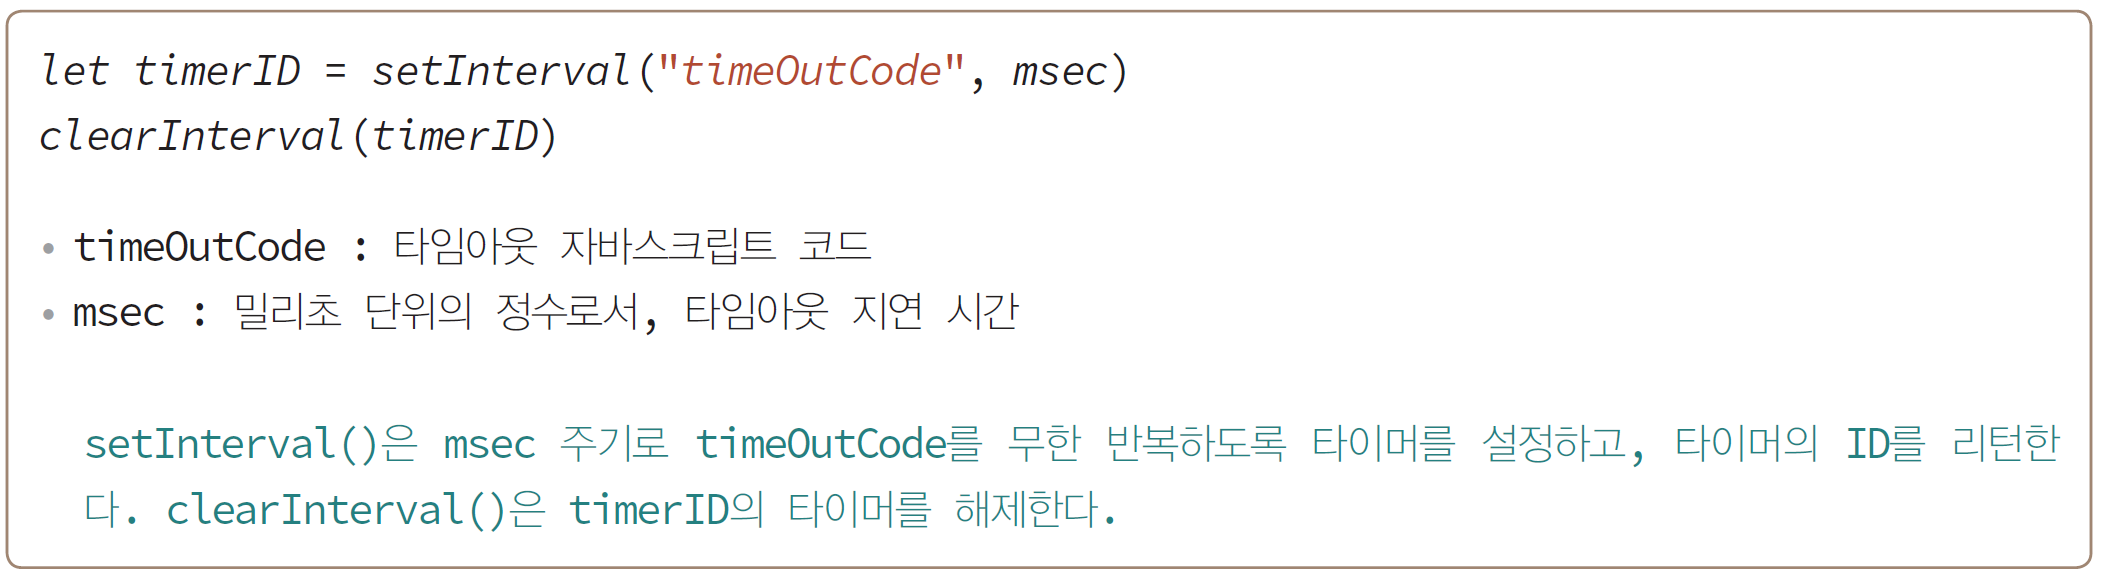 let timerID = setInterval("timeOutCode", msec)
clearInterval(timerID)
• timeOutCode : 타임아웃 자바스크립트 코드
• msec : 밀리초 단위의 정수로서, 타임아웃 지연 시간
setInterval()은 msec 주기로 timeOutCode를 무한 반복하도록 타이머를 설정하고, 타이머의 ID를 리턴한
다. clearInterval()은 timerID의 타이머를 해제한다.